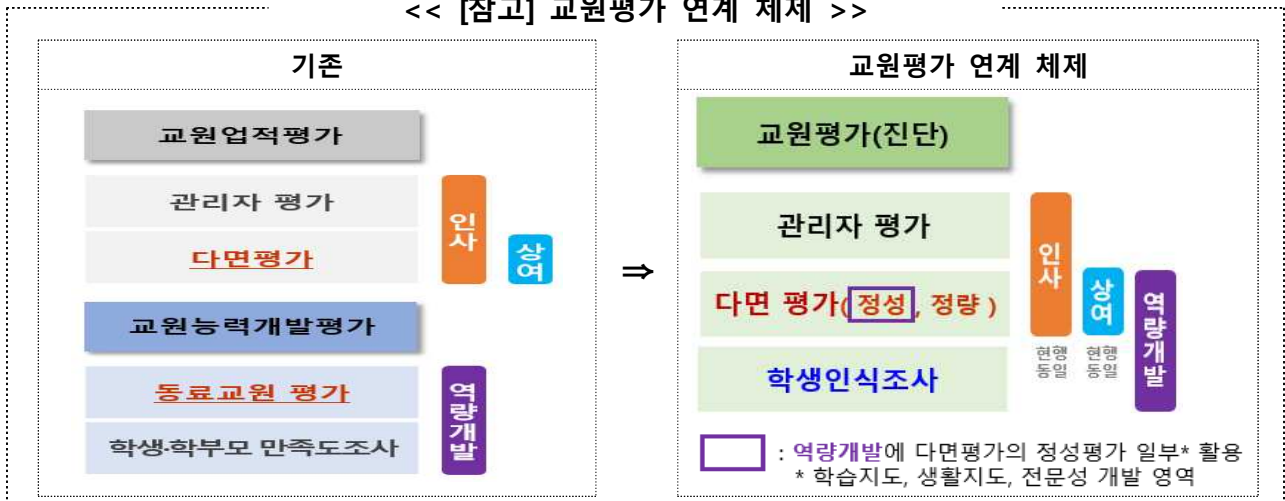 << [참고] 교원평가 연계 체제 >>
기존
교원업적평가
관리자 평가
다면평가
인사
상여
교원능력개발평가
동료교원 평가
학생·학부모 만족도조사
역량개발
⇒
교원평가 연계 체제
교원평가(진단)
관리자 평가
다면 평가( 정성 , 정량 )
학생인식조사
인사
상여
역량개발
현행
동일
현행
동일
: 역량개발에 다면평가의 정성평가 일부* 활용
* 학습지도, 생활지도, 전문성 개발 영역